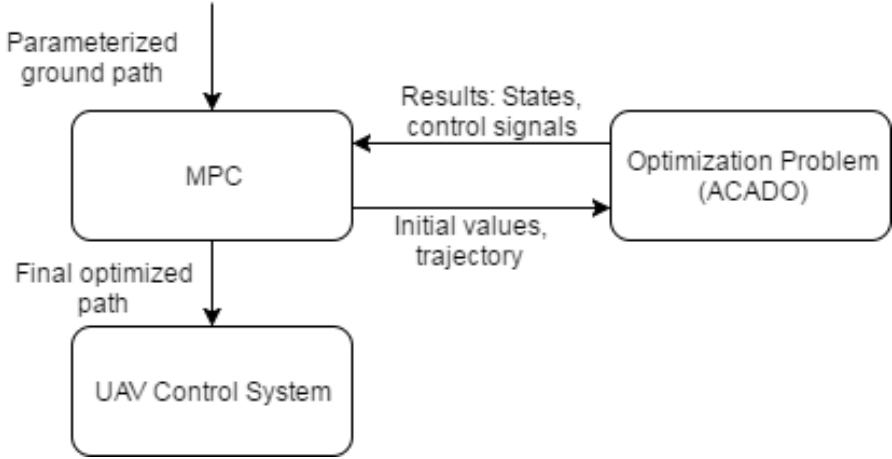 Parameterized
ground path
Results: States,
control signals
MPC
Optimization Problem
(ACADO)
Initial values,
trajectory
Final optimized
path
UAV Control System